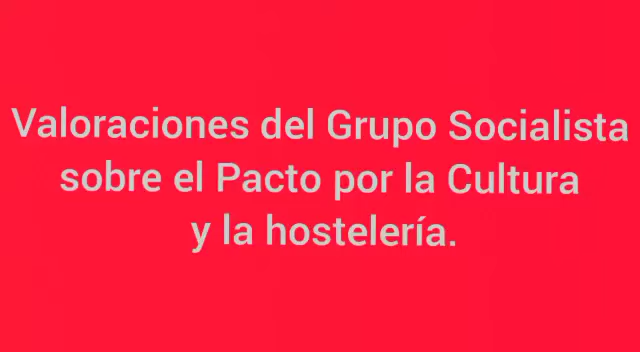 Valoraciones del Grupo Socialista
sobre el Pacto por la Cultura
y la hostelería.